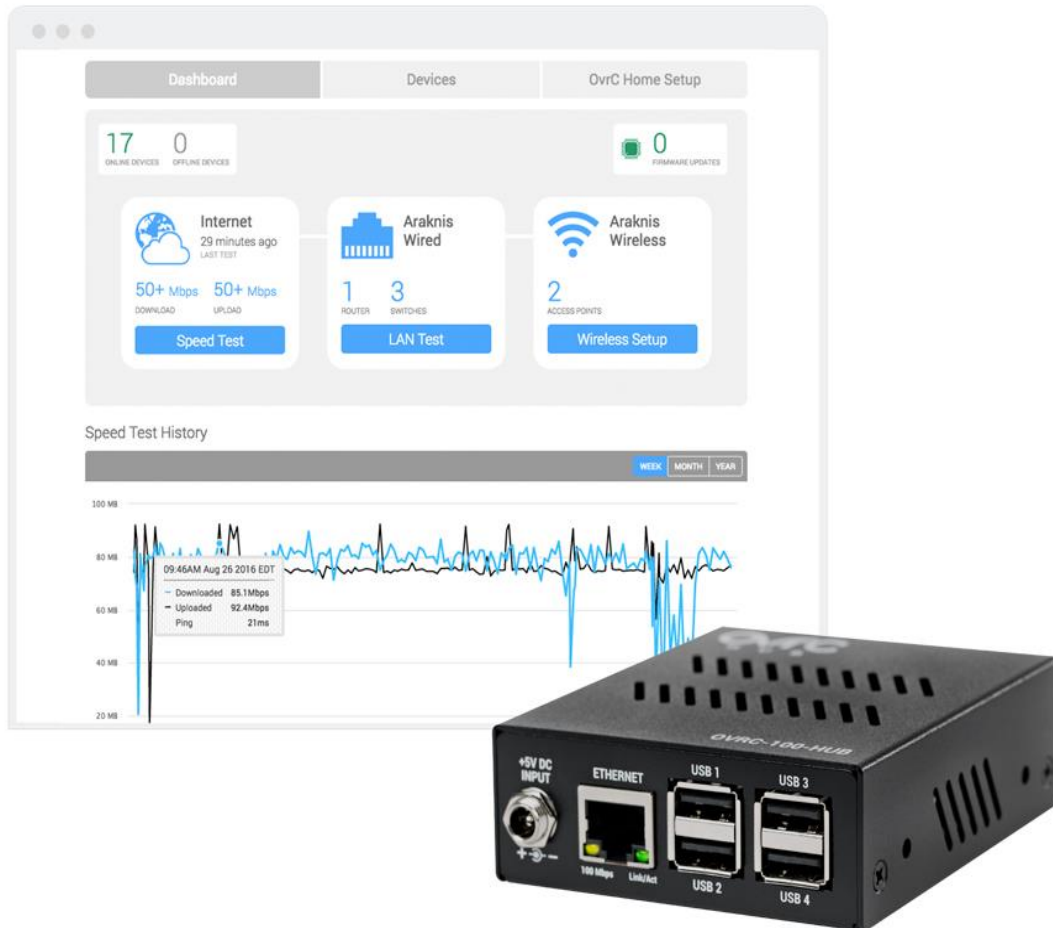 Dashboard
Devices
OvrC Home Setup
17
ONLINE DEVICES
0
OFFLINE DEVICES
0
FIRMWARE UPDATES
Internet
29 minutes ago
LAST TEST
50+ Mbps
DOWNLOAD
50+ Mbps
UPLOAD
Speed Test
Araknis
Wired
1
ROUTER
3
SWITCHES
LAN Test
Araknis
Wireless
2
ACCESS POINTS
Wireless Setup
Speed Test History
WEEK
MONTH
YEAR
100 MB
80 MB
60 MB
40 MB
20 MB
09:46AM Aug 26 2016 EDT
Downloaded 85.1Mbps
Uploaded 92.4Mbps
Ping 21ms
OvrC
OVRC-100-HUB
+5V DC
INPUT
ETHERNET
100 Mbps
Link/Act
USB 1
USB 2
USB 3
USB 4